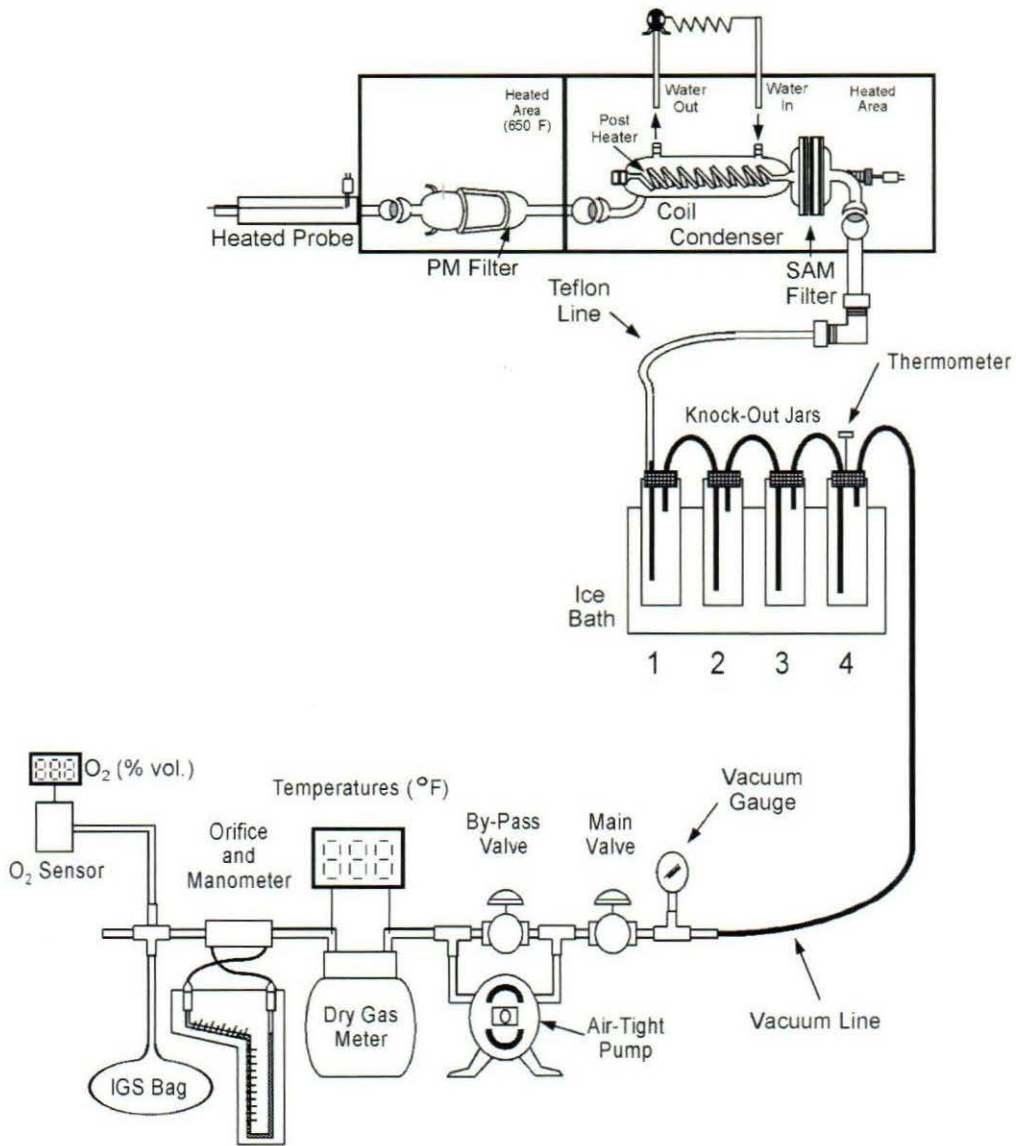 Heated
Area
(650 F)
Water
Out
Water
In
Heated
Area
Post
Heater
Heated Probe
PM Filter
Coil
Condenser
SAM
Filter
Teflon
Line
Thermometer
Knock-Out Jars
Ice
Bath
1 2 3 4
O₂ (% vol.)
O₂ Sensor
Temperatures (°F)
Orifice
and
Manometer
By-Pass
Valve
Main
Valve
Vacuum
Gauge
Dry Gas
Meter
Air-Tight
Pump
Vacuum Line
IGS Bag